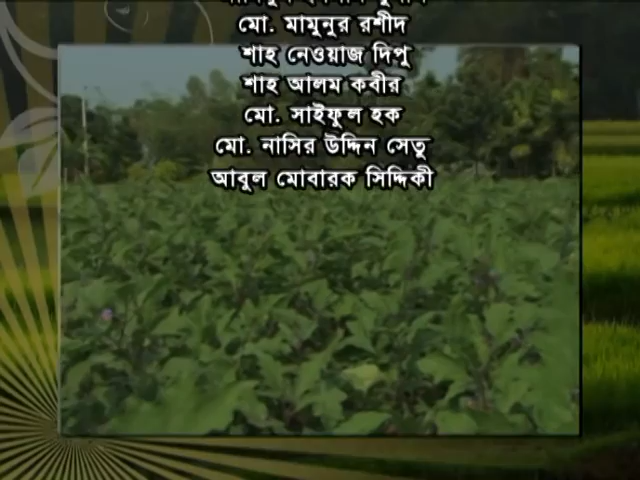 মো. মামুনুর রশীদ
শাহ নেওয়াজ দিপু
শাহ আলম কবীর
মো. সাইফুল হক
মো. নাসির উদ্দিন সেতু
আবুল মোবারক সিদ্দিকী